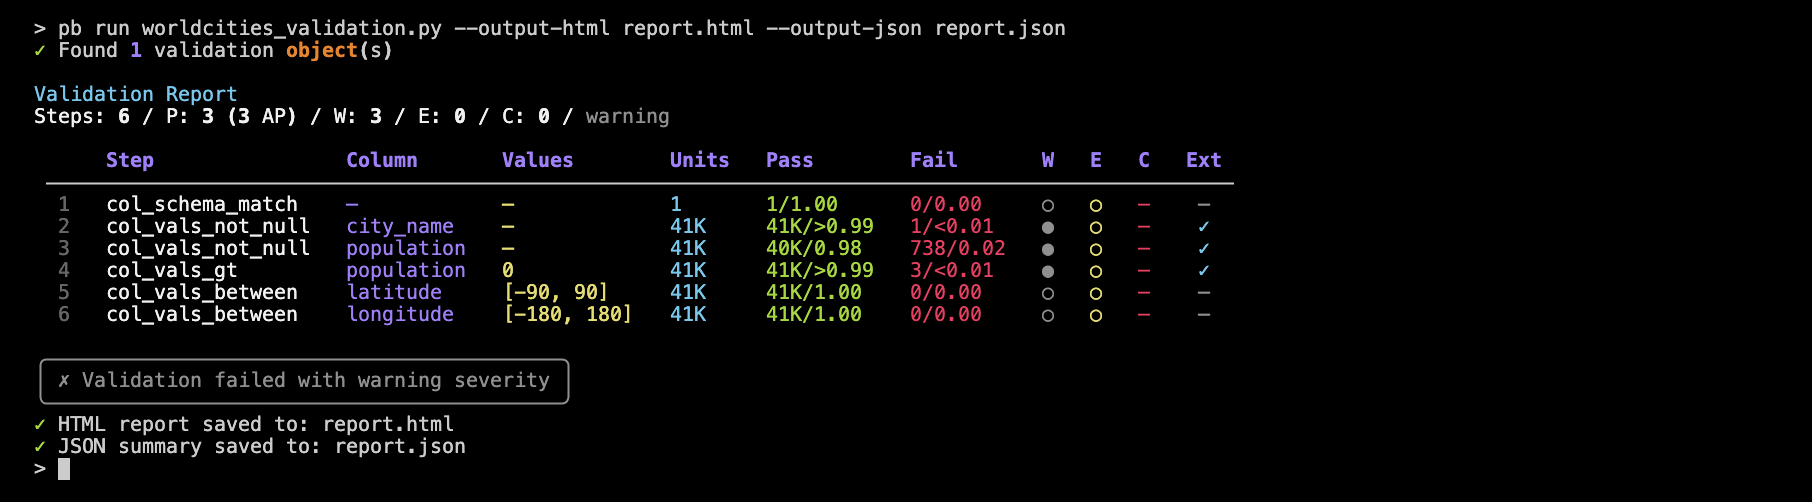 > pb run worldcities_validation.py --output-html report.html --output-json report.json
✓ Found 1 validation object(s)
Validation Report
Steps: 6 / P: 3 (3 AP) / W: 3 / E: 0 / C: 0 / warning
Step Column Values Units Pass Fail W E C Ext
1 col_schema_match — — 1 1/1.00 0/0.00 ○ ○ — —
2 col_vals_not_null city_name — 41K 41K/>0.99 1/<0.01 ● ○ — ✓
3 col_vals_not_null population — 41K 40K/0.98 738/0.02 ● ○ — ✓
4 col_vals_gt population 0 41K 41K/>0.99 3/<0.01 ● ○ — ✓
5 col_vals_between latitude [-90, 90] 41K 41K/1.00 0/0.00 ○ ○ — —
6 col_vals_between longitude [-180, 180] 41K 41K/1.00 0/0.00 ○ ○ — —
✗ Validation failed with warning severity
✓ HTML report saved to: report.html
✓ JSON summary saved to: report.json
>